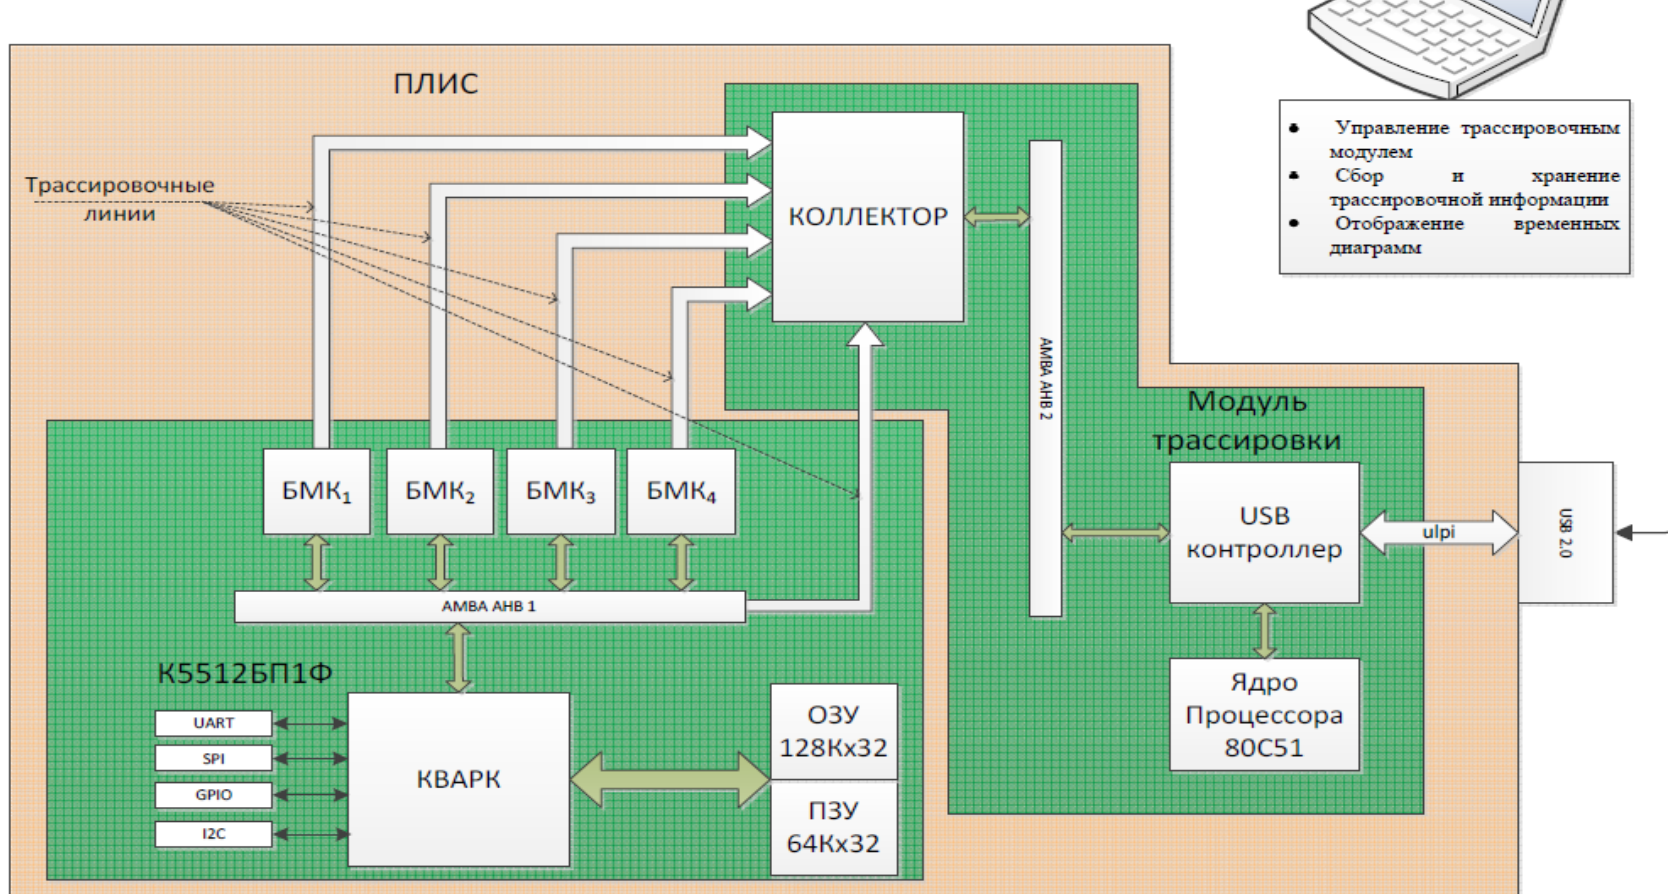 ПЛИС
Трассировочные
линии
КОЛЛЕКТОР
AMBA AHB 2
● Управление трассировочным
модулем
● Сбор и хранение
трассировочной информации
● Отображение временных
диаграмм
Модуль
трассировки
БМК1
БМК2
БМК3
БМК4
AMBA AHB 1
USB
контроллер
ulpi
USB 2.0
Ядро
Процессора
80C51
К5512БП1Ф
UART
SPI
GPIO
I2C
КВАРК
ОЗУ
128Кх32
ПЗУ
64Кх32